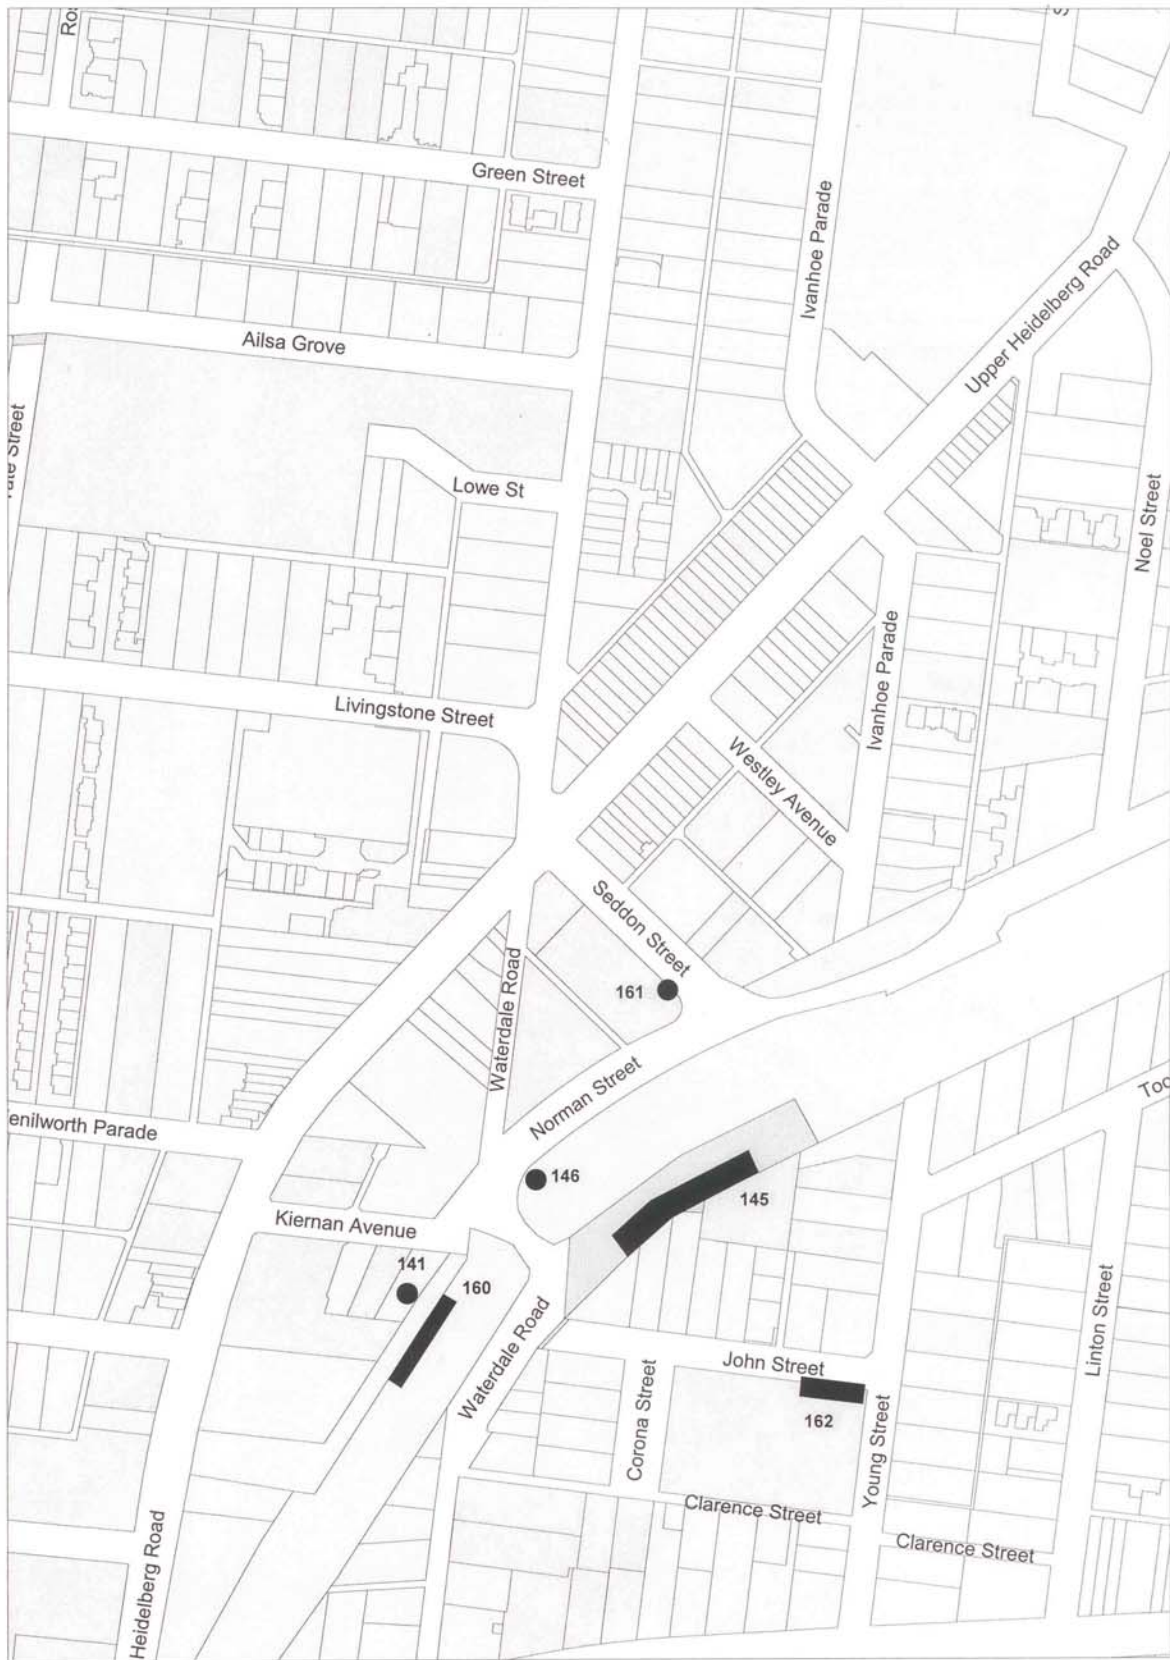 Green Street
Ivanhoe Parade
Upper Heidelberg Road
Ailsa Grove
Lowe St
Noel Street
Ivanhoe Parade
Livingstone Street
Westley Avenue
Seddon Street
161
Waterdale Road
Norman Street
enilworth Parade
146
145
Kiernan Avenue
141
160
Waterdale Road
John Street
162
Corona Street
Young Street
Linton Street
Clarence Street
Clarence Street
Heidelberg Road